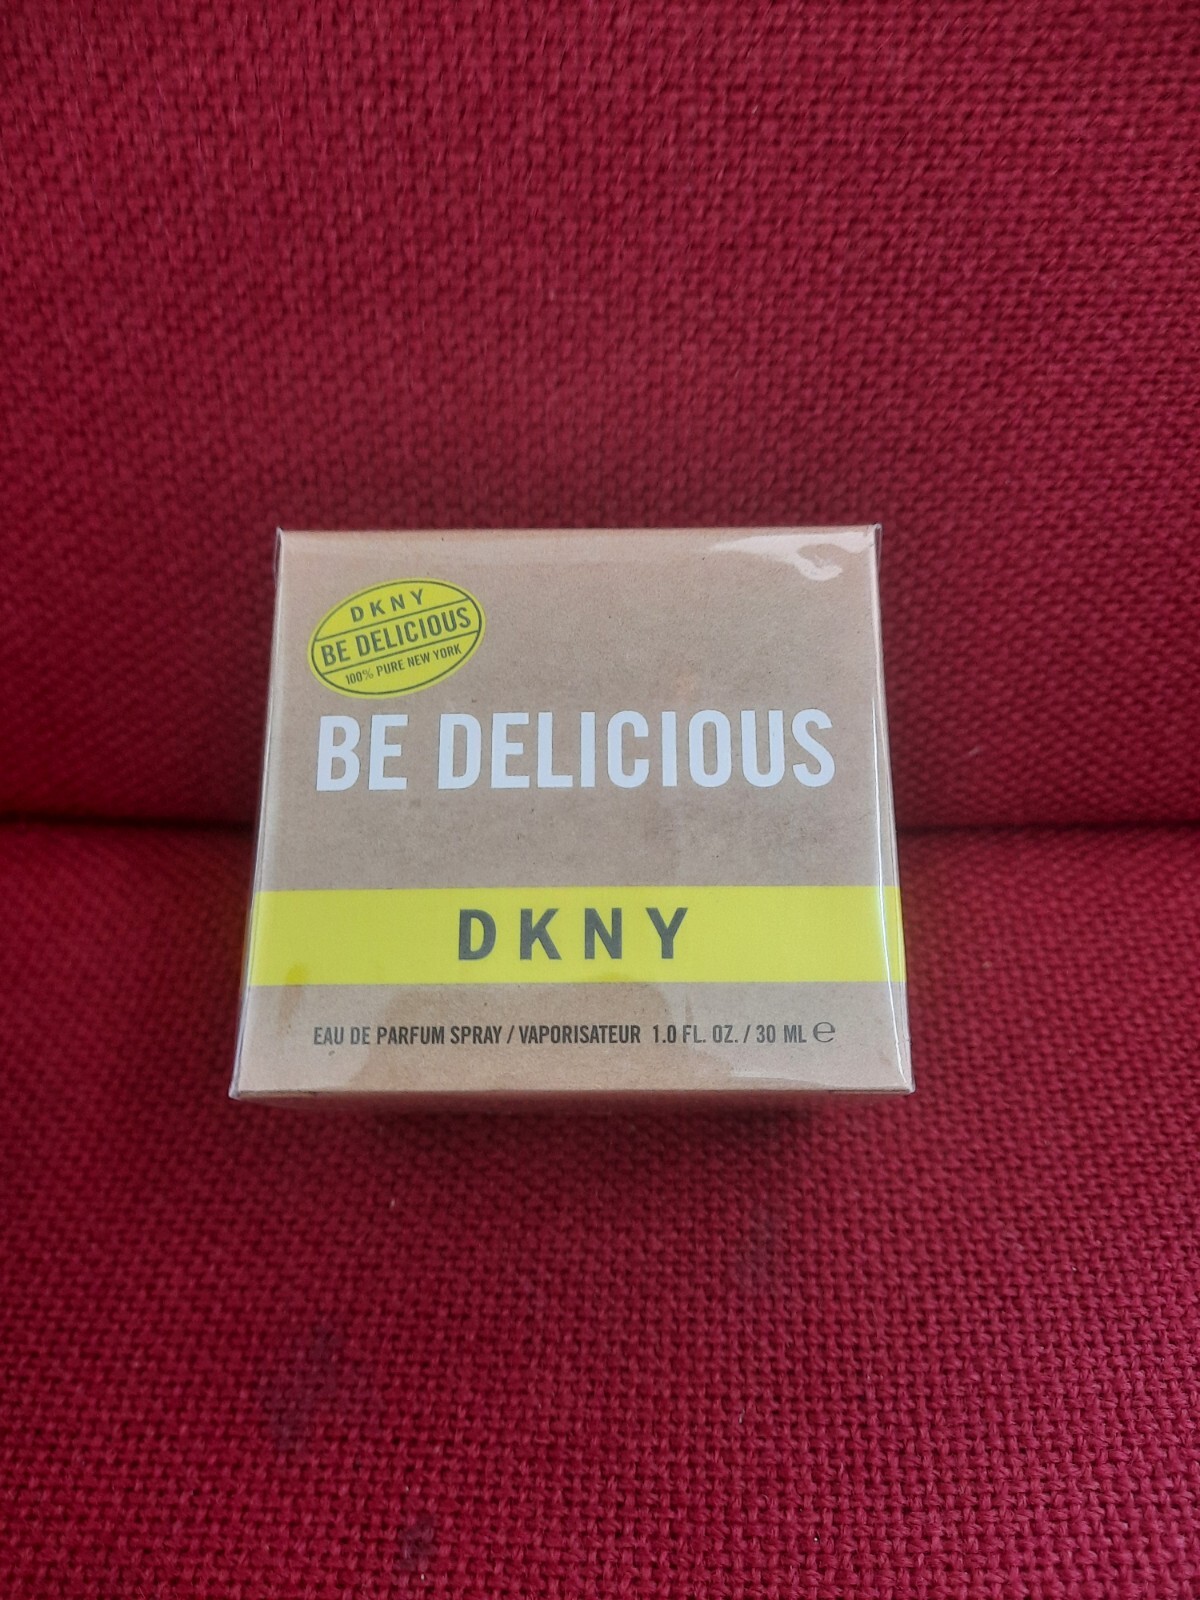 DKNY
BE DELICIOUS
100% PURE NEW YORK
BE DELICIOUS
DKNY
EAU DE PARFUM SPRAY / VAPORISATEUR 1.0 FL. OZ. / 30 ML ℮